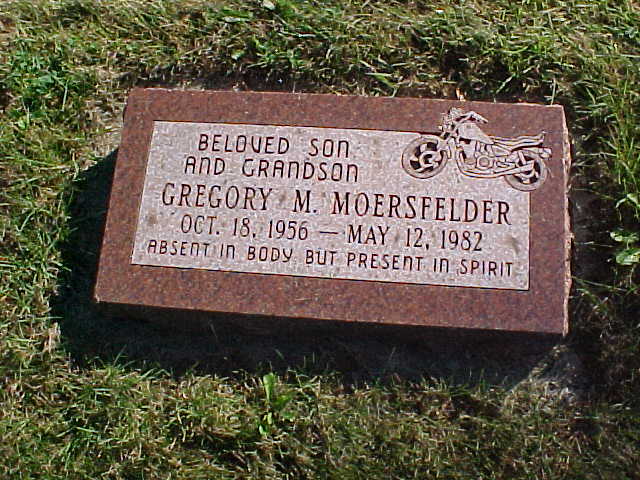 BELOVED SON
AND GRANDSON
GREGORY M. MOERSFELDER
OCT. 18, 1956 — MAY 12, 1982
ABSENT IN BODY BUT PRESENT IN SPIRIT